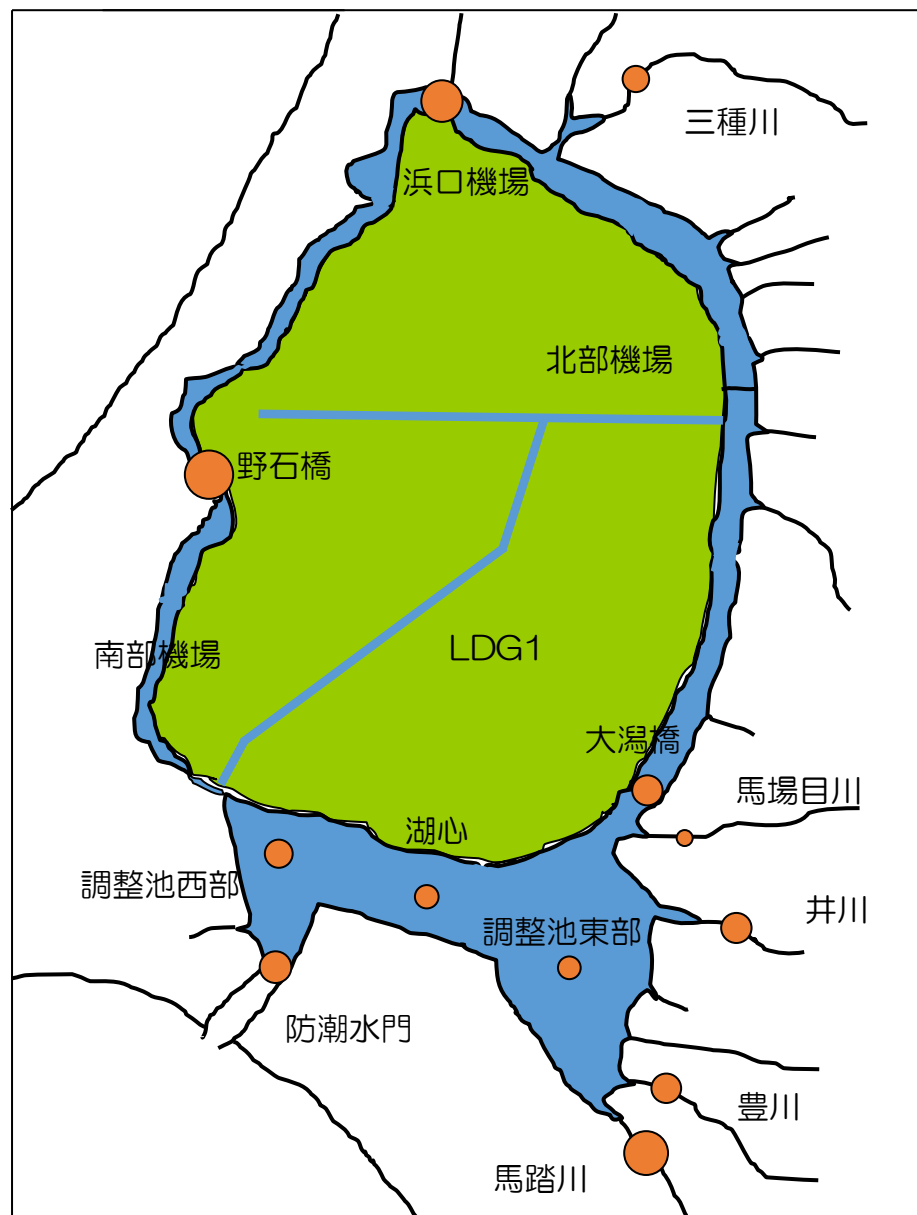 三種川
浜口機場
北部機場
野石橋
南部機場
LDG1
大潟橋
馬場目川
湖心
調整池西部
井川
調整池東部
防潮水門
豊川
馬踏川